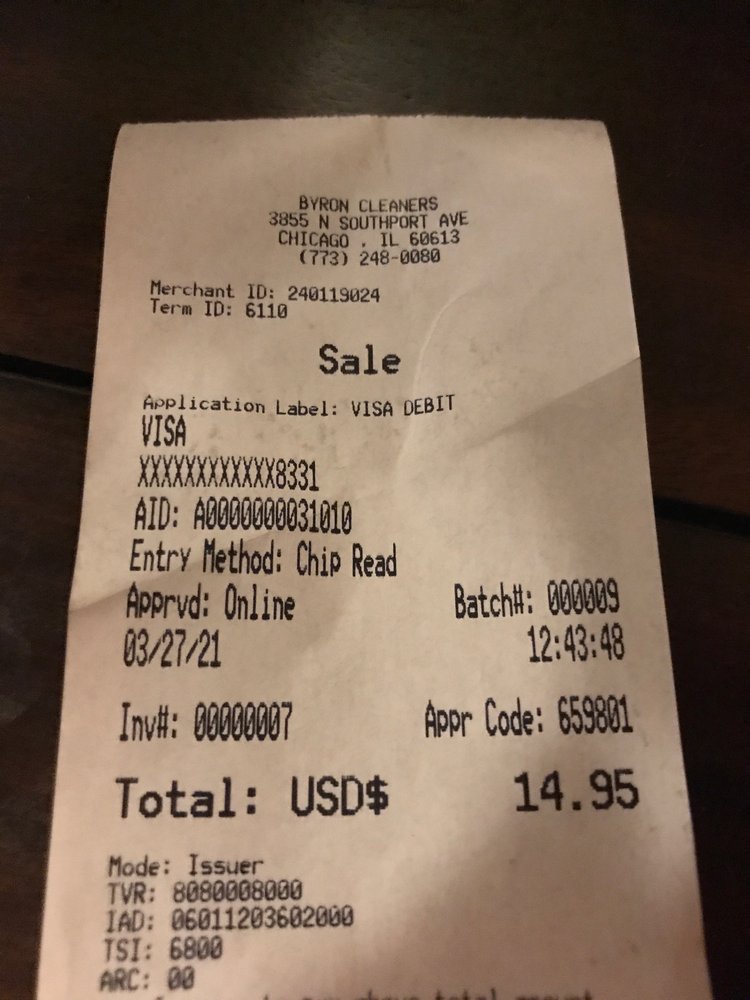 BYRON CLEANERS
3855 N SOUTHPORT AVE
CHICAGO , IL 60613
(773) 248-0080
Merchant ID: 240119024
Term ID: 6110
Sale
Application Label: VISA DEBIT
VISA
XXXXXXXXXXXX8331
AID: A0000000031010
Entry Method: Chip Read
Apprvd: Online Batch#: 000009
03/27/21 12:43:48
Inv#: 00000007 Appr Code: 659801
Total: USD$ 14.95
Mode: Issuer
TVR: 8080008000
IAD: 06011203602000
TSI: 6800
ARC: 00
total amount